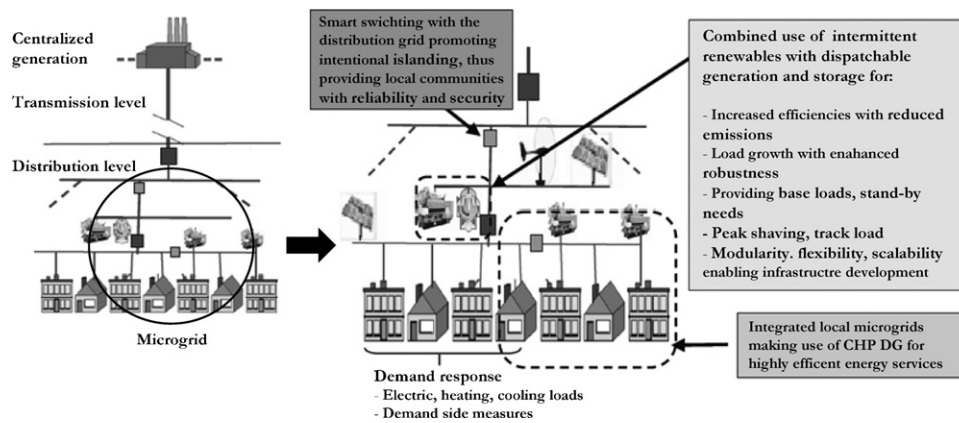 Centralized
generation
Transmission level
Distribution level
Microgrid
Smart swichting with the
distribution grid promoting
intentional islanding, thus
providing local communities
with reliability and security
Combined use of intermittent
renewables with dispatchable
generation and storage for:
- Increased efficiencies with reduced
emissions
- Load growth with enahanced
robustness
- Providing base loads, stand-by
needs
- Peak shaving, track load
- Modularity. flexibility, scalability
enabling infrastructre development
Integrated local microgrids
making use of CHP DG for
highly efficent energy services
Demand response
- Electric, heating, cooling loads
- Demand side measures